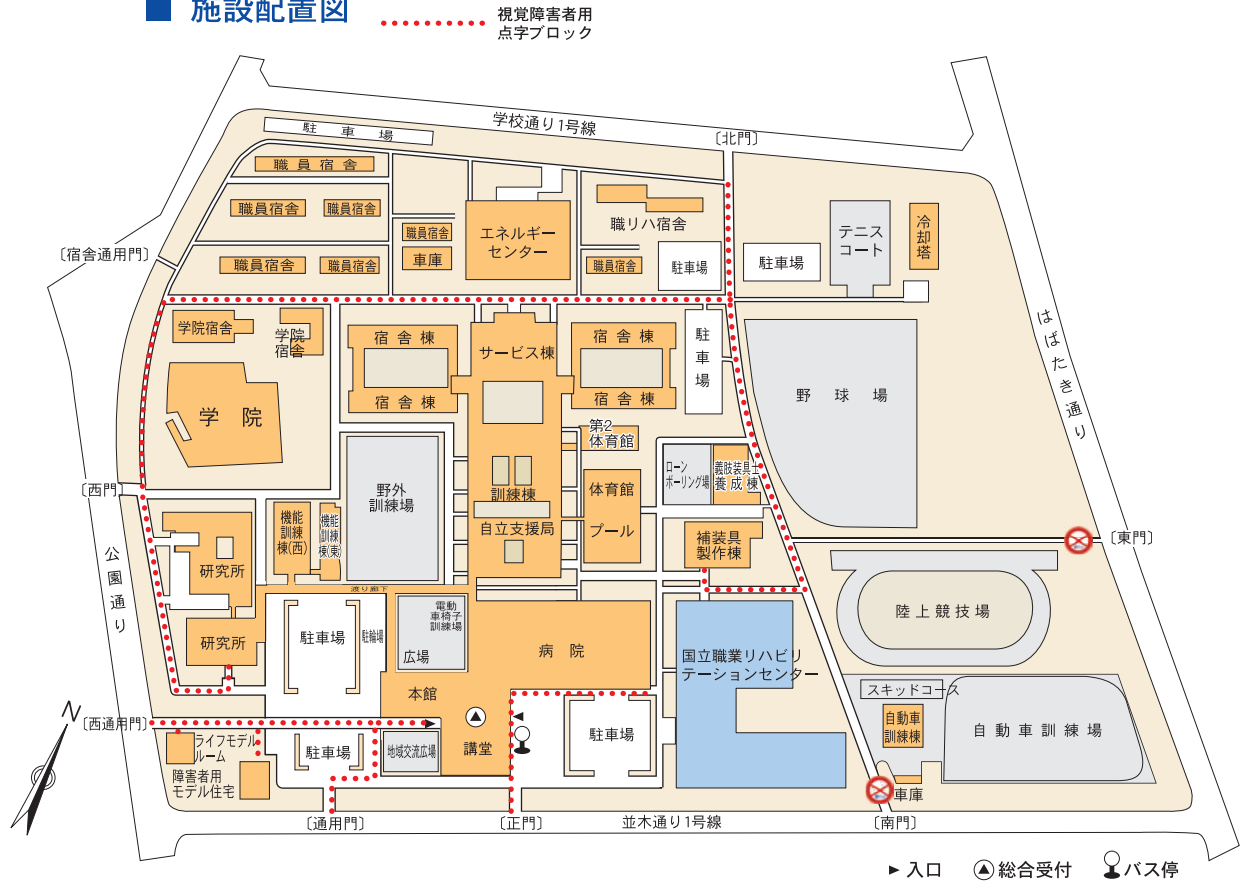 施設配置図
視覚障害者用
点字ブロック
学校通り1号線
駐車場
〔北門〕
職員宿舎
職員宿舎
職員宿舎
職員宿舎
職員宿舎
職員宿舎
車庫
エネルギー
センター
職リハ宿舎
職員宿舎
駐車場
駐車場
テニス
コート
冷却塔
〔宿舎通用門〕
学院宿舎
学院
宿舎
宿舎棟
宿舎棟
サービス棟
宿舎棟
宿舎棟
駐車場
野球場
はばたき通り
学院
第2
体育館
〔西門〕
野外
訓練場
訓練棟
自立支援局
体育館
プール
ローン
ボーリング場
義肢装具士
養成棟
補装具
製作棟
〔東門〕
公園通り
研究所
機能
訓練
棟(西)
機能
訓練
棟(東)
渡り廊下
研究所
駐車場
駐輪場
電動
車椅子
訓練場
広場
病院
国立職業リハビリ
テーションセンター
陸上競技場
本館
スキッドコース
自動車
訓練棟
自動車訓練場
N
〔西通用門〕
ライフモデル
ルーム
障害者用
モデル住宅
駐車場
地域交流広場
講堂
駐車場
車庫
〔通用門〕
〔正門〕
並木通り1号線
〔南門〕
入口
総合受付
バス停